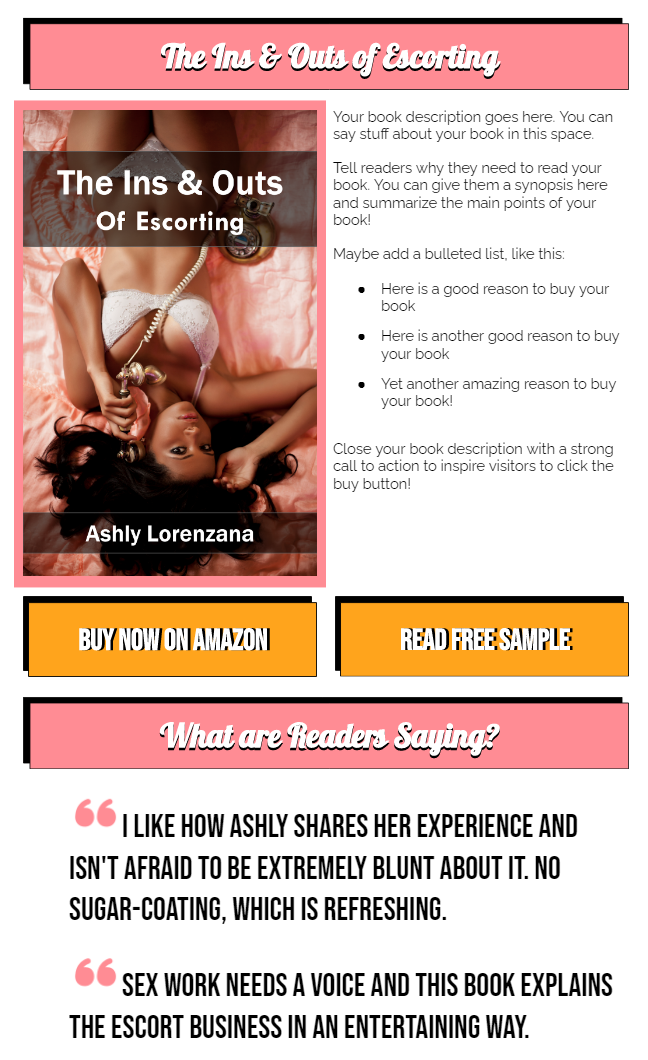 The Ins & Outs of Escorting
The Ins & Outs
Of Escorting
Ashly Lorenzana
Your book description goes here. You can
say stuff about your book in this space.
Tell readers why they need to read your
book. You can give them a synopsis here
and summarize the main points of your
book!
Maybe add a bulleted list, like this:
● Here is a good reason to buy your
book
● Here is another good reason to buy
your book
● Yet another amazing reason to buy
your book!
Close your book description with a strong
call to action to inspire visitors to click the
buy button!
BUY NOW ON AMAZON
READ FREE SAMPLE
What are Readers Saying?
“ I LIKE HOW ASHLY SHARES HER EXPERIENCE AND
ISN'T AFRAID TO BE EXTREMELY BLUNT ABOUT IT. NO
SUGAR-COATING, WHICH IS REFRESHING.
“ SEX WORK NEEDS A VOICE AND THIS BOOK EXPLAINS
THE ESCORT BUSINESS IN AN ENTERTAINING WAY.